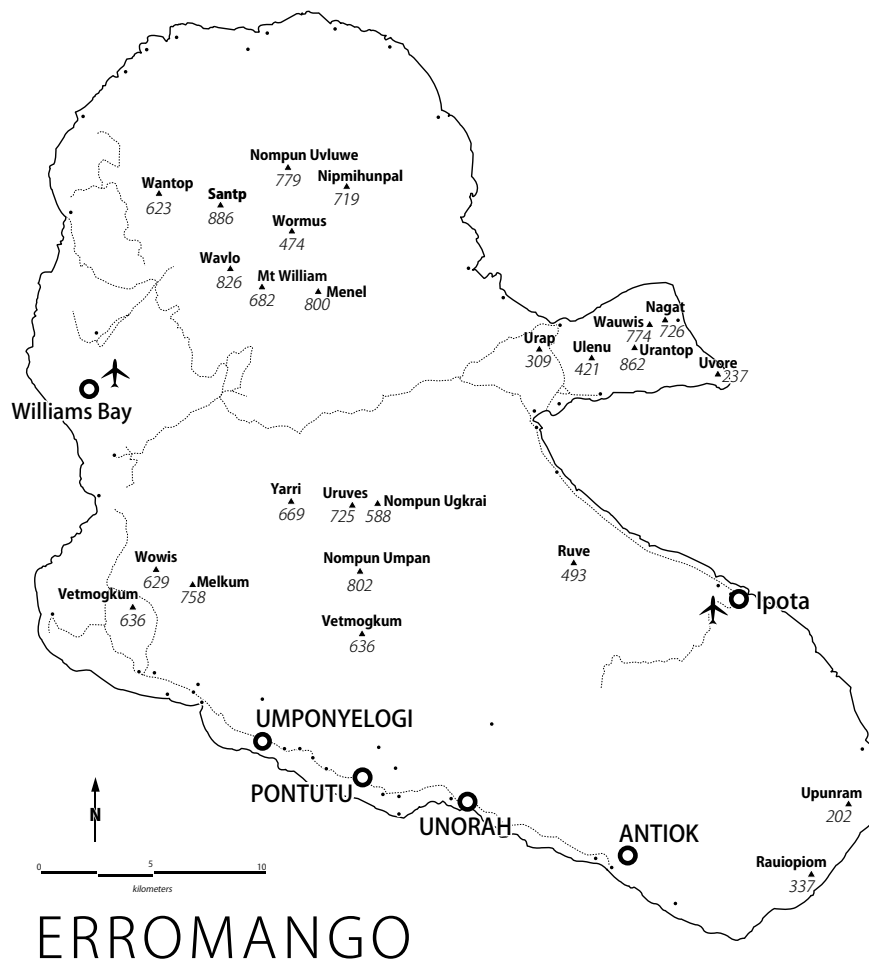 Nompun Uvluwe
779
Nipmihunpal
719
Wantop
623
Santp
886
Wormus
474
Wavlo
826
Mt William
682
Menel
800
Nagat
726
Wauwis
774
Urap
309
Ulenu
421
Urantop
862
Uvore
237
Williams Bay
Yarri
669
Uruves
725
Nompun Ugkrai
588
Nompun Umpan
802
Ruve
493
Wowis
629
Melkum
758
Vetmogkum
636
Ipota
Vetmogkum
636
UMPONYELOGI
PONTUTU
UNORAH
ANTIOK
Upunram
202
Rauiopiom
337
N
0 5 10
kilometers
ERROMANGO